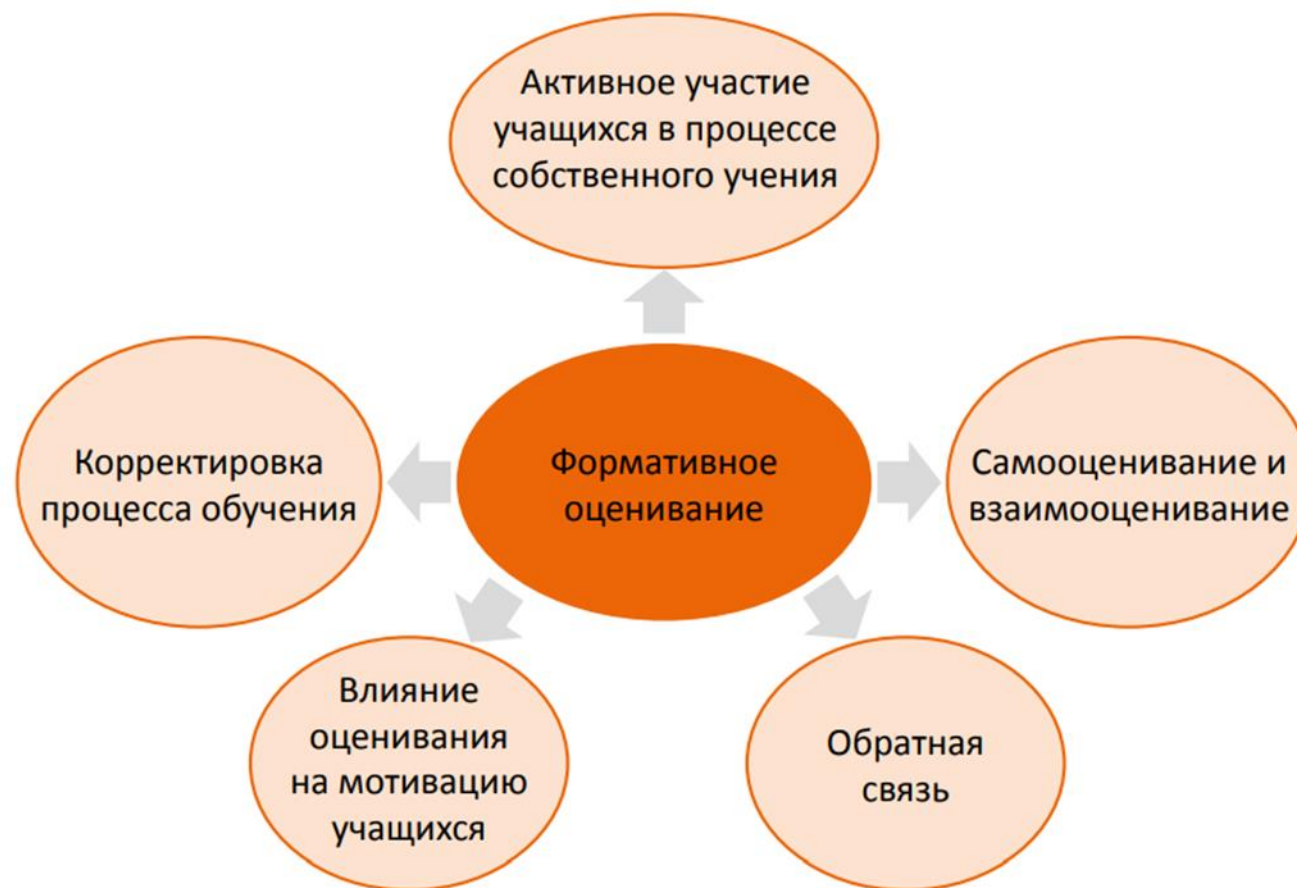 Активное участие
учащихся в процессе
собственного учения
Корректировка
процесса обучения
Формативное
оценивание
Самооценивание и
взаимооценивание
Влияние
оценивания
на мотивацию
учащихся
Обратная
связь